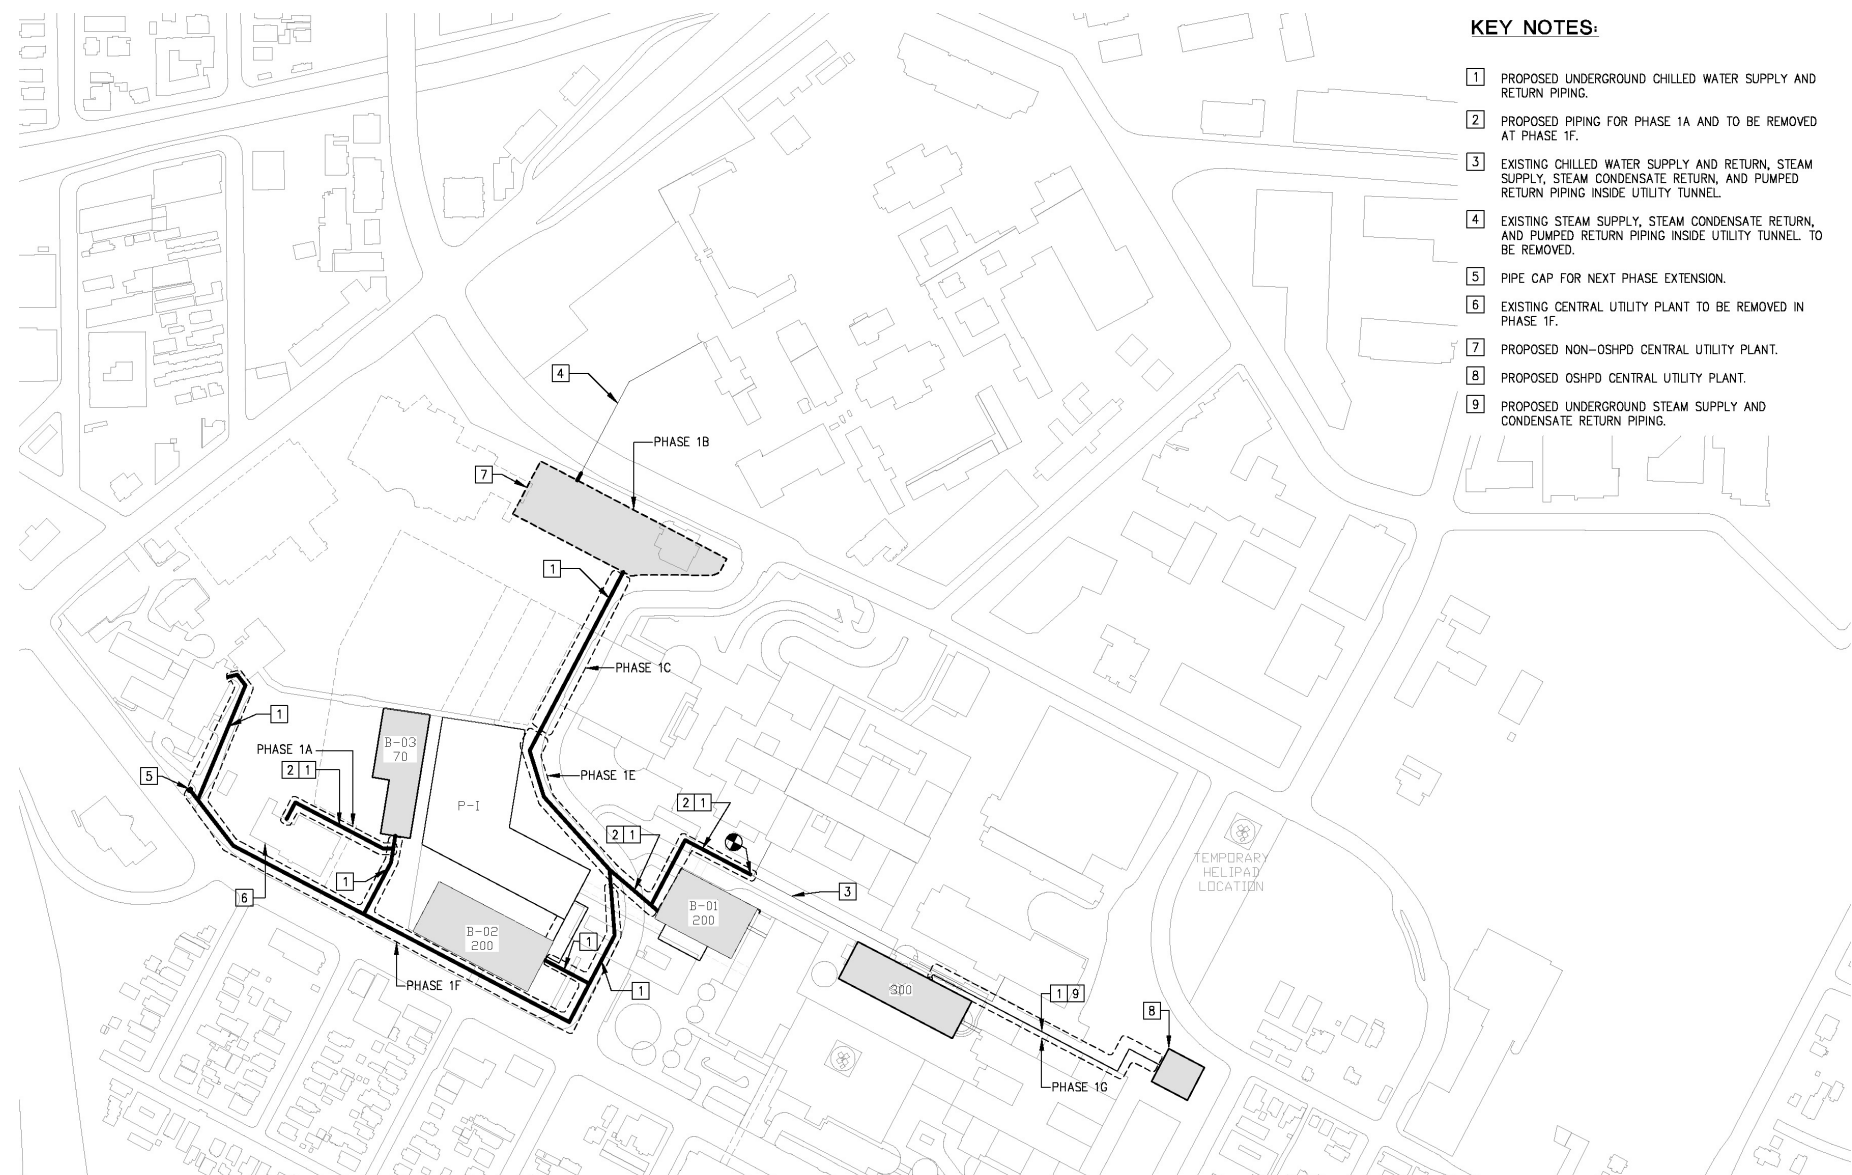 KEY NOTES:
1 PROPOSED UNDERGROUND CHILLED WATER SUPPLY AND
RETURN PIPING.
2 PROPOSED PIPING FOR PHASE 1A AND TO BE REMOVED
AT PHASE 1F.
3 EXISTING CHILLED WATER SUPPLY AND RETURN, STEAM
SUPPLY, STEAM CONDENSATE RETURN, AND PUMPED
RETURN PIPING INSIDE UTILITY TUNNEL.
4 EXISTING STEAM SUPPLY, STEAM CONDENSATE RETURN,
AND PUMPED RETURN PIPING INSIDE UTILITY TUNNEL. TO
BE REMOVED.
5 PIPE CAP FOR NEXT PHASE EXTENSION.
6 EXISTING CENTRAL UTILITY PLANT TO BE REMOVED IN
PHASE 1F.
7 PROPOSED NON-OSHPD CENTRAL UTILITY PLANT.
8 PROPOSED OSHPD CENTRAL UTILITY PLANT.
9 PROPOSED UNDERGROUND STEAM SUPPLY AND
CONDENSATE RETURN PIPING.
4
PHASE 1B
7
1
PHASE 1C
1
B-03
70
PHASE 1A
2 1
5
PHASE 1E
P-I
2 1
2 1
1
6
3
TEMPORARY
HELIPAD
LOCATION
B-01
200
B-02
200
1
PHASE 1F
1
300
1 9
8
PHASE 1G